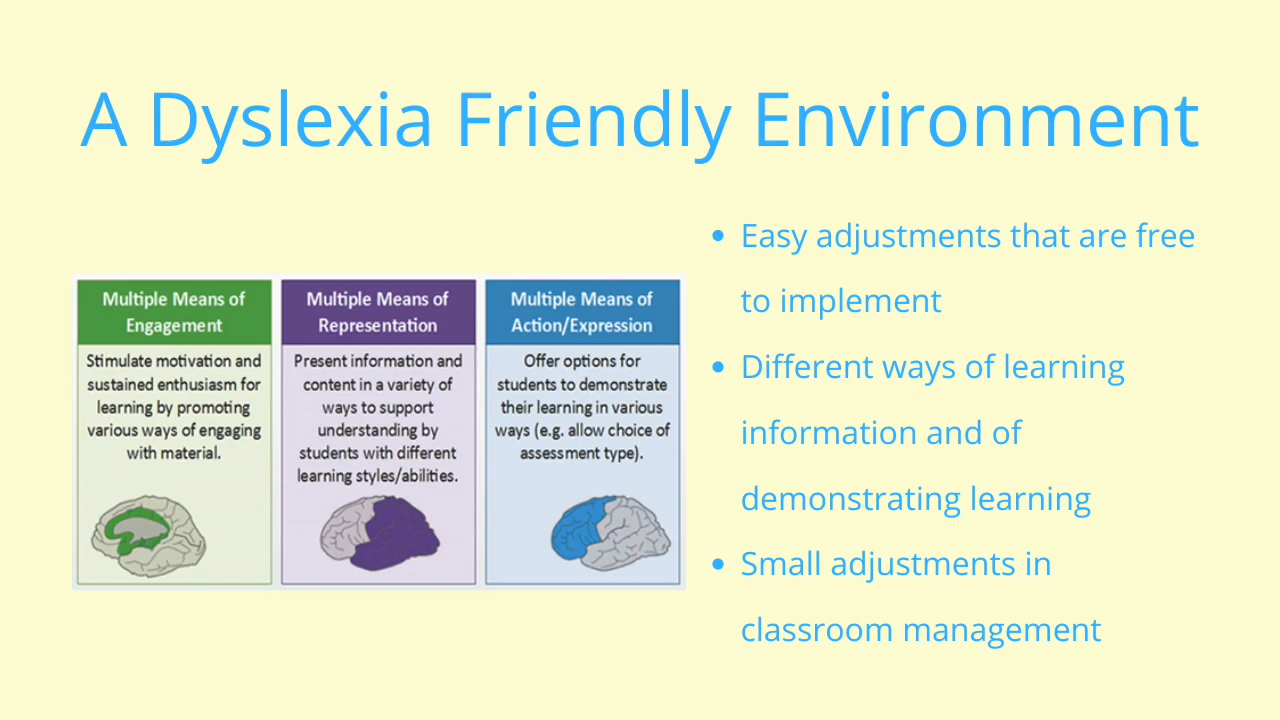 A Dyslexia Friendly Environment
Multiple Means of
Engagement
Stimulate motivation and
sustained enthusiasm for
learning by promoting
various ways of engaging
with material.
Multiple Means of
Representation
Present information and
content in a variety of
ways to support
understanding by
students with different
learning styles/abilities.
Multiple Means of
Action/Expression
Offer options for
students to demonstrate
their learning in various
ways (e.g. allow choice of
assessment type).
• Easy adjustments that are free
to implement
• Different ways of learning
information and of
demonstrating learning
• Small adjustments in
classroom management